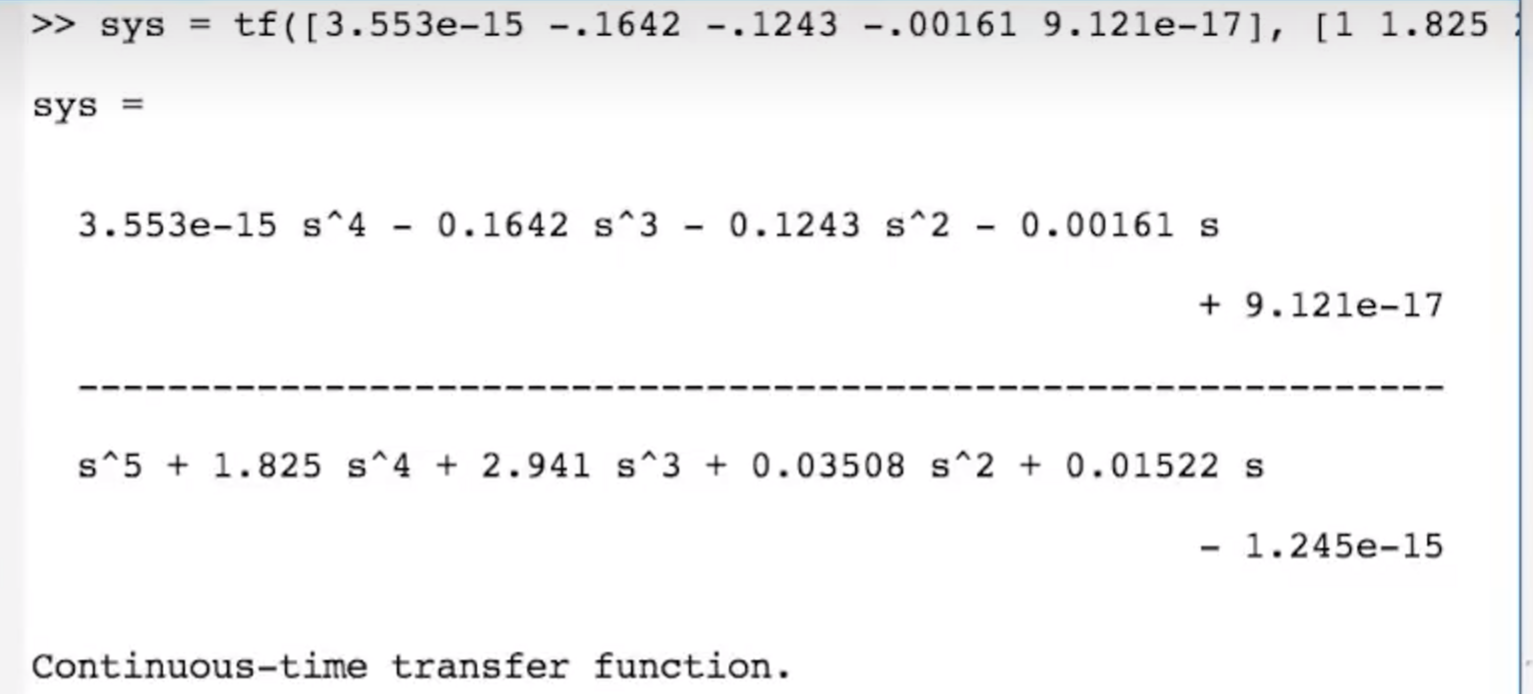 >> sys = tf([3.553e-15 -.1642 -.1243 -.00161 9.121e-17], [1 1.825
sys =
3.553e-15 s^4 - 0.1642 s^3 - 0.1243 s^2 - 0.00161 s
+ 9.121e-17
-------------------------------------------------------------
s^5 + 1.825 s^4 + 2.941 s^3 + 0.03508 s^2 + 0.01522 s
- 1.245e-15
Continuous-time transfer function.